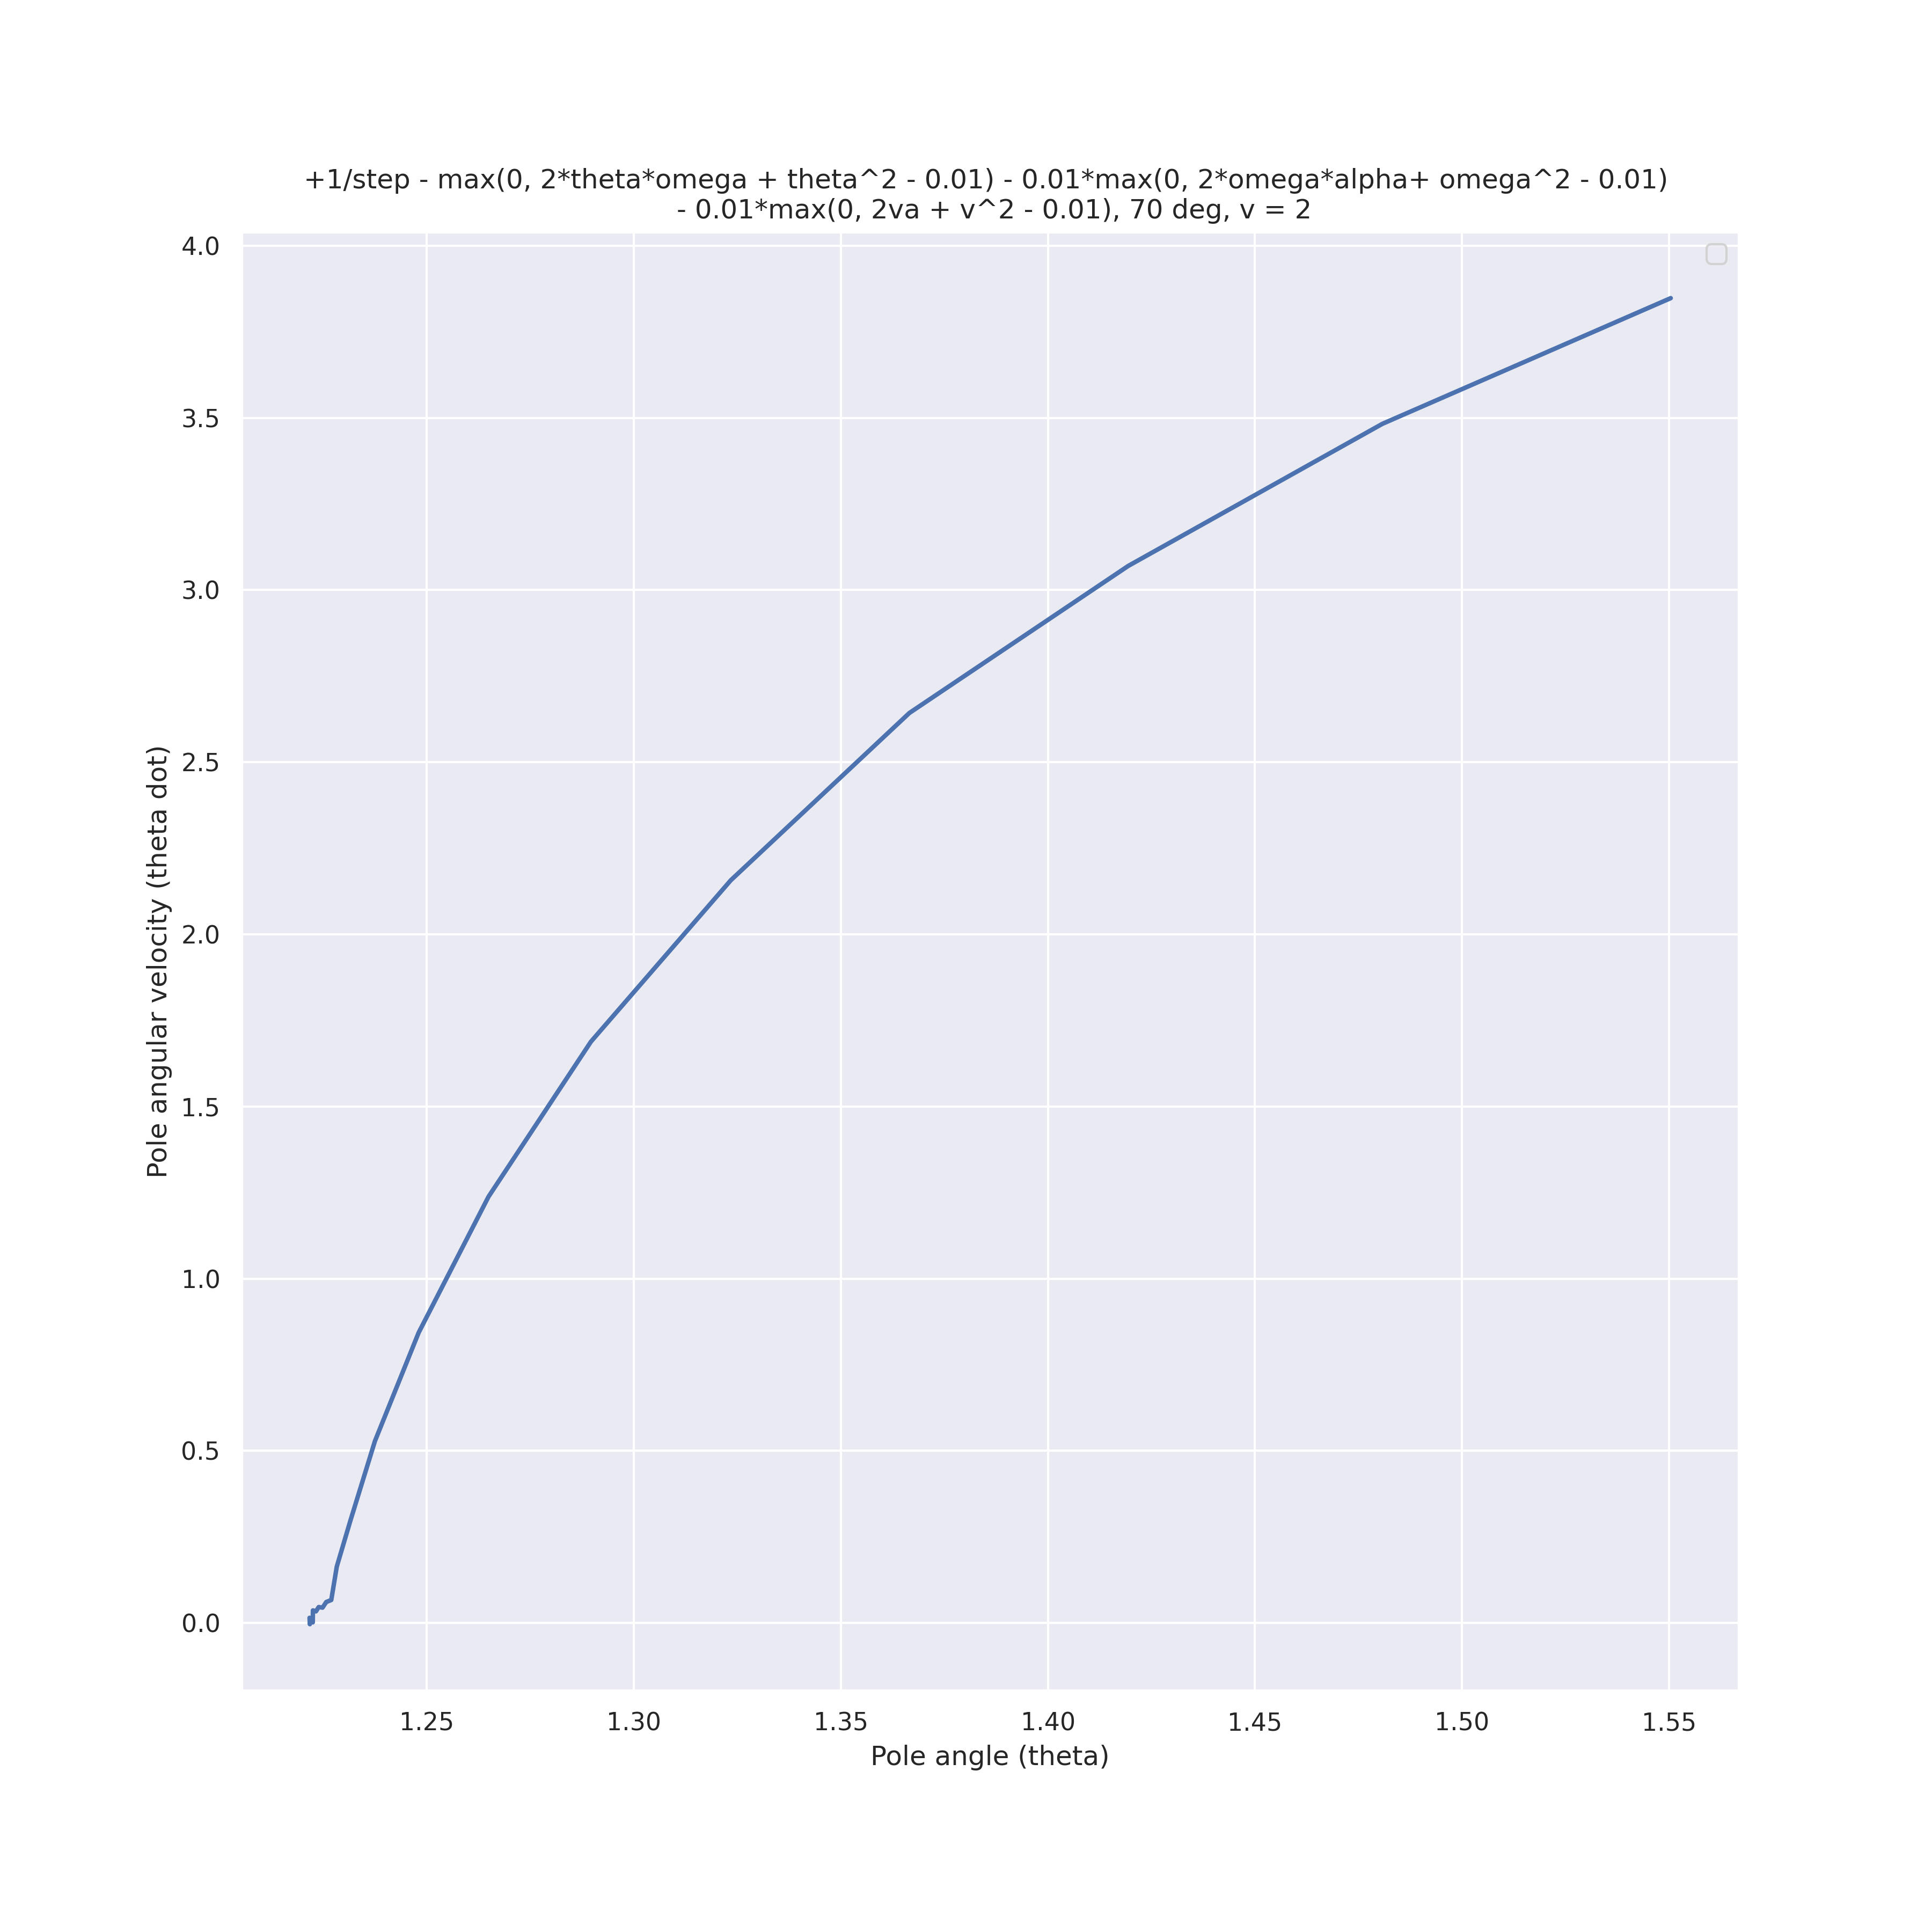 +1/step - max(0, 2*theta*omega + theta^2 - 0.01) - 0.01*max(0, 2*omega*alpha+ omega^2 - 0.01)
- 0.01*max(0, 2va + v^2 - 0.01), 70 deg, v = 2
4.0
3.5
3.0
2.5
2.0
1.5
1.0
0.5
0.0
Pole angular velocity (theta dot)
1.25 1.30 1.35 1.40 1.45 1.50 1.55
Pole angle (theta)